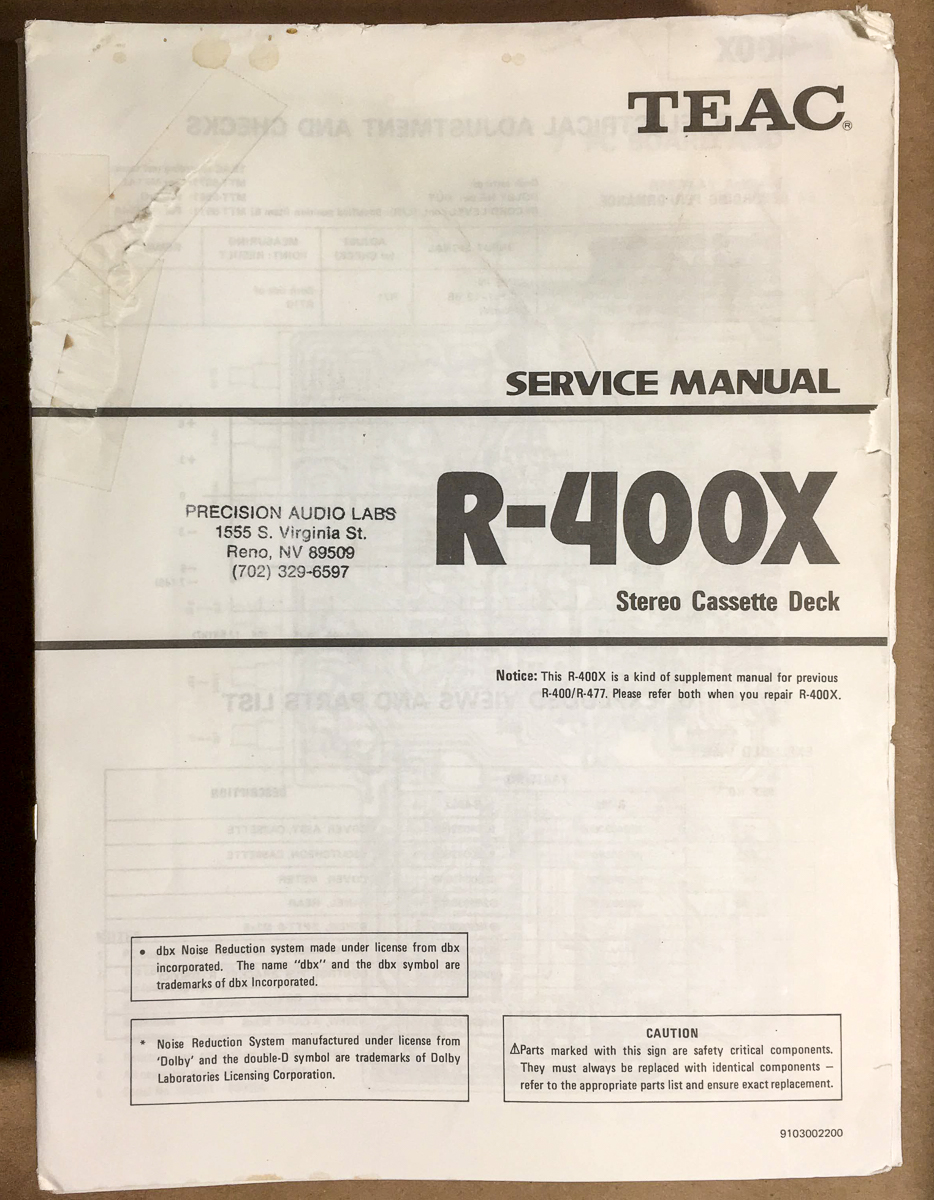 TEAC®
SERVICE MANUAL
PRECISION AUDIO LABS
1555 S. Virginia St.
Reno, NV 89509
(702) 329-6597
R-400X
Stereo Cassette Deck
Notice: This R-400X is a kind of supplement manual for previous
R-400/R-477. Please refer both when you repair R-400X.
• dbx Noise Reduction system made under license from dbx
incorporated. The name "dbx" and the dbx symbol are
trademarks of dbx Incorporated.
* Noise Reduction System manufactured under license from
'Dolby' and the double-D symbol are trademarks of Dolby
Laboratories Licensing Corporation.
CAUTION
⚠Parts marked with this sign are safety critical components.
They must always be replaced with identical components –
refer to the appropriate parts list and ensure exact replacement.
9103002200